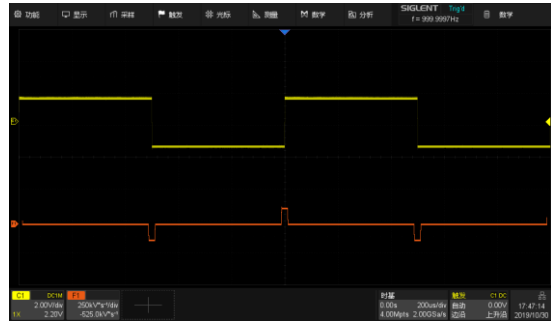 功能 显示 采样 触发 光标 测量 M 数学 分析 SIGLENT Trig'd 数学
f = 999.9997Hz
C1 DC1M F1 时基 触发 C1 DC
2.00V/div 250kV*s⁻¹/div 0.00s 200us/div 自动 0.00V 17:47:14
1X 2.20V -525.0kV*s⁻¹ 4.00Mpts 2.00GSa/s 边沿 上升沿 2019/10/30